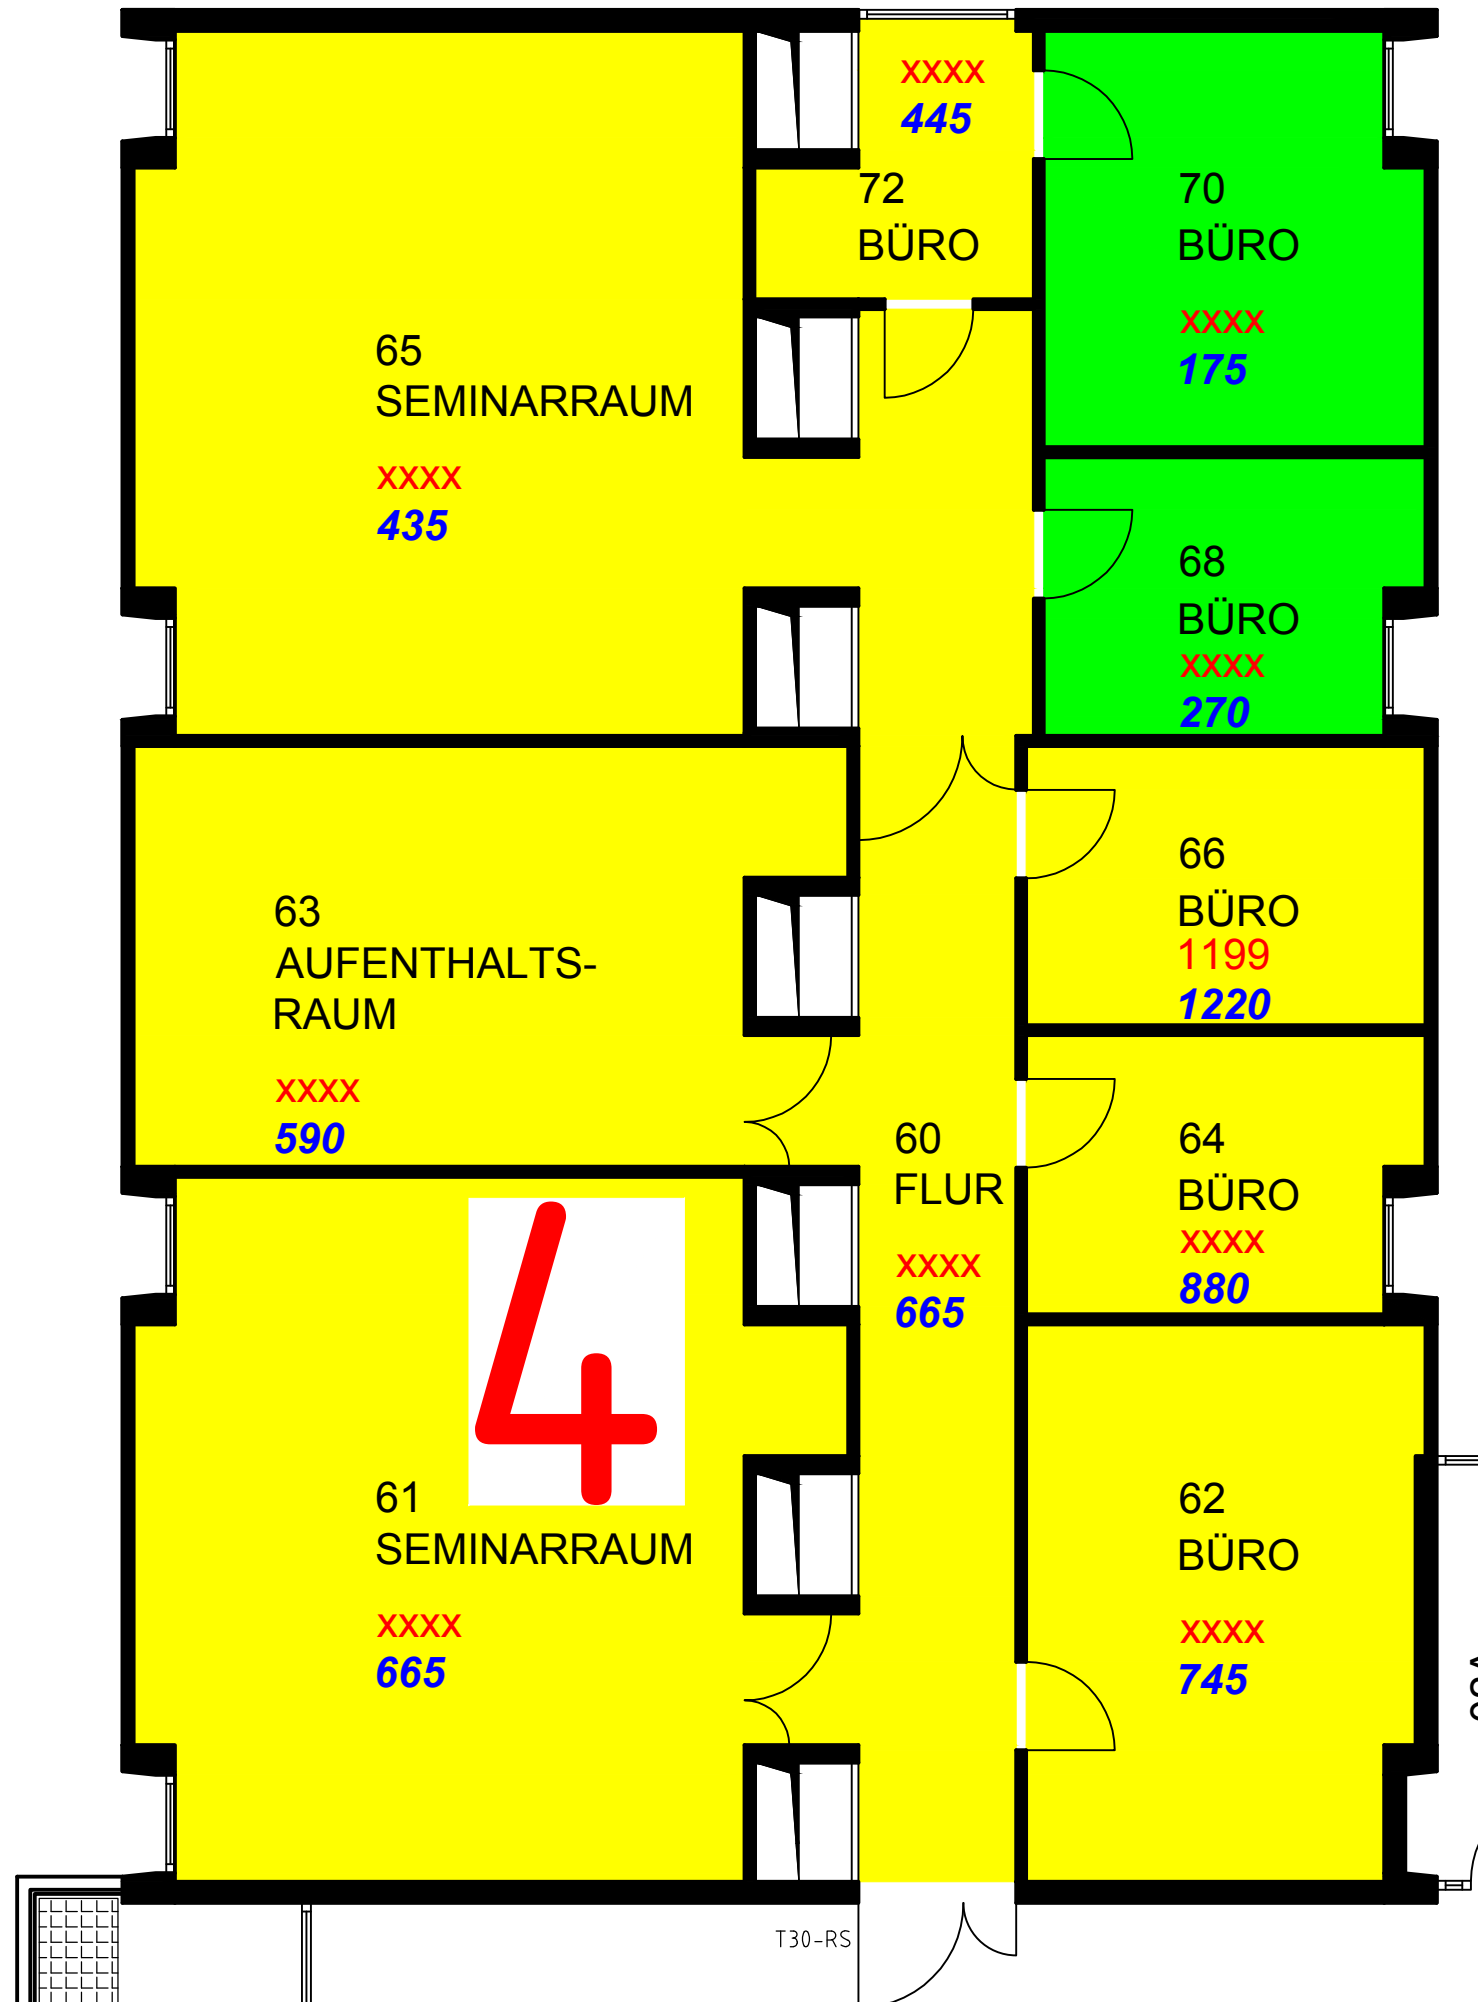 xxxx
445
72
BÜRO
70
BÜRO
xxxx
175
65
SEMINARRAUM
xxxx
435
68
BÜRO
xxxx
270
66
BÜRO
1199
1220
63
AUFENTHALTS-
RAUM
xxxx
590
60
FLUR
xxxx
665
64
BÜRO
xxxx
880
4
61
SEMINARRAUM
xxxx
665
62
BÜRO
xxxx
745
T30-RS